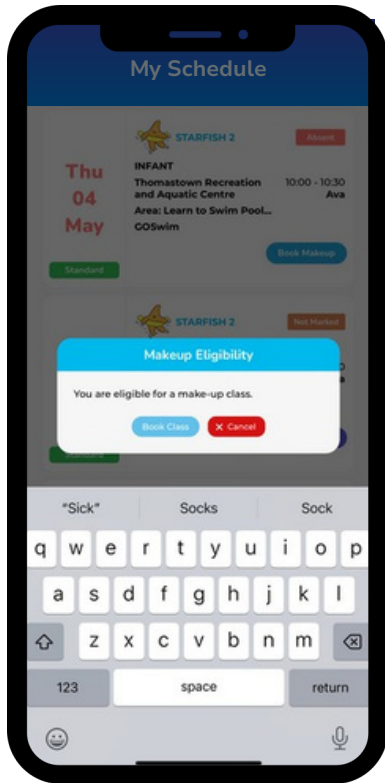 My Schedule
STARFISH 2 Absent
Thu
04
May
INFANT
Thomastown Recreation 10:00 - 10:30
and Aquatic Centre Ava
Area: Learn to Swim Pool...
GOSwim
Book Makeup
Standard
STARFISH 2 Not Marked
Makeup Eligibility
You are eligible for a make-up class.
Book Class X Cancel
Standard
"Sick" Socks Sock
q w e r t y u i o p
a s d f g h j k l
z x c v b n m
123 space return